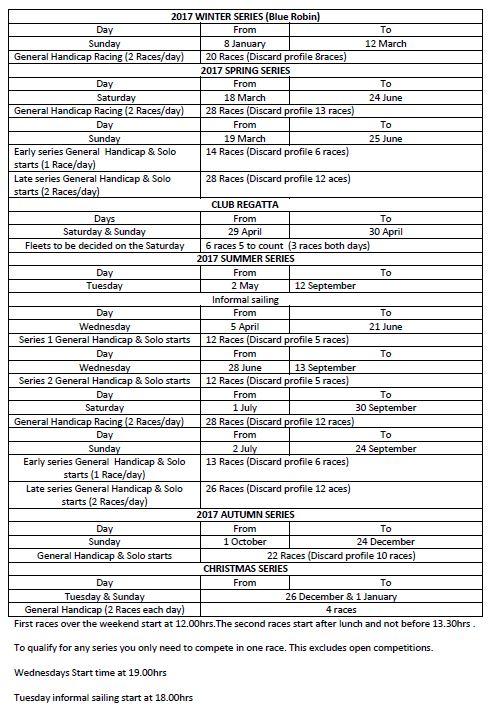 2017 WINTER SERIES (Blue Robin)
Day From To
Sunday 8 January 12 March
General Handicap Racing (2 Races/day) 20 Races (Discard profile 8races)
2017 SPRING SERIES
Day From To
Saturday 18 March 24 June
General Handicap Racing (2 Races/day) 28 Races (Discard profile 13 races)
Day From To
Sunday 19 March 25 June
Early series General Handicap & Solo
starts (1 Race/day) 14 Races (Discard profile 6 races)
Late series General Handicap & Solo
starts (2 Races/day) 28 Races (Discard profile 12 aces)
CLUB REGATTA
Days From To
Saturday & Sunday 29 April 30 April
Fleets to be decided on the Saturday 6 races 5 to count (3 races both days)
2017 SUMMER SERIES
Day From To
Tuesday 2 May 12 September
Informal sailing
Day From To
Wednesday 5 April 21 June
Series 1 General Handicap & Solo starts 12 Races (Discard profile 5 races)
Day From To
Wednesday 28 June 13 September
Series 2 General Handicap & Solo starts 12 Races (Discard profile 5 races)
Day From To
Saturday 1 July 30 September
General Handicap Racing (2 Races/day) 28 Races (Discard profile 12 races)
Day From To
Sunday 2 July 24 September
Early series General Handicap & Solo
starts (1 Race/day) 13 Races (Discard profile 6 races)
Late series General Handicap & Solo
starts (2 Races/day) 26 Races (Discard profile 12 aces)
2017 AUTUMN SERIES
Day From To
Sunday 1 October 24 December
General Handicap & Solo starts 22 Races (Discard profile 10 races)
CHRISTMAS SERIES
Day From To
Tuesday & Sunday 26 December & 1 January
General Handicap (2 Races each day) 4 races
First races over the weekend start at 12.00hrs.The second races start after lunch and not before 13.30hrs .
To qualify for any series you only need to compete in one race. This excludes open competitions.
Wednesdays Start time at 19.00hrs
Tuesday informal sailing start at 18.00hrs